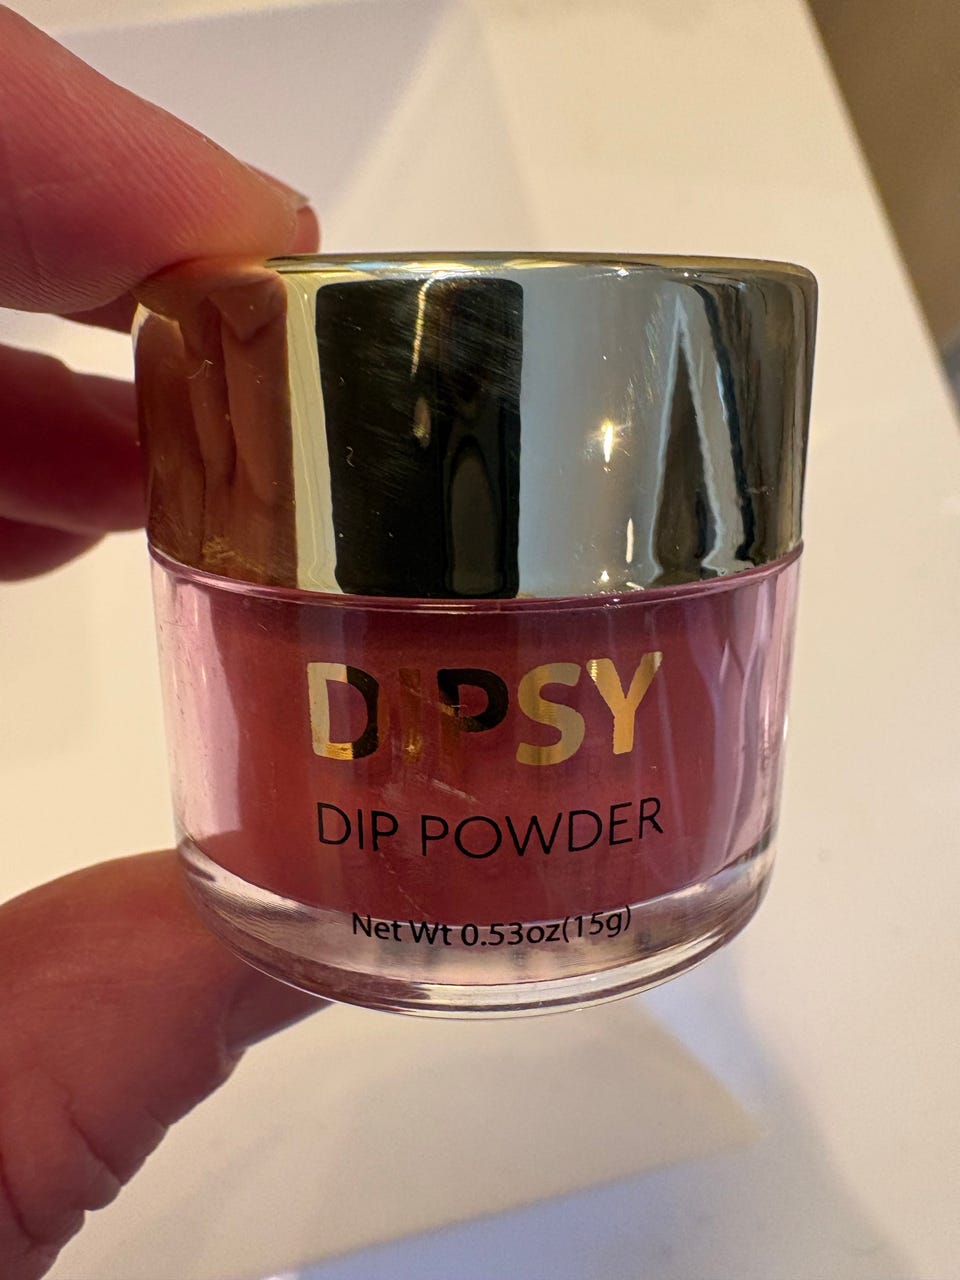 DIPSY
DIP POWDER
Net Wt 0.53oz(15g)